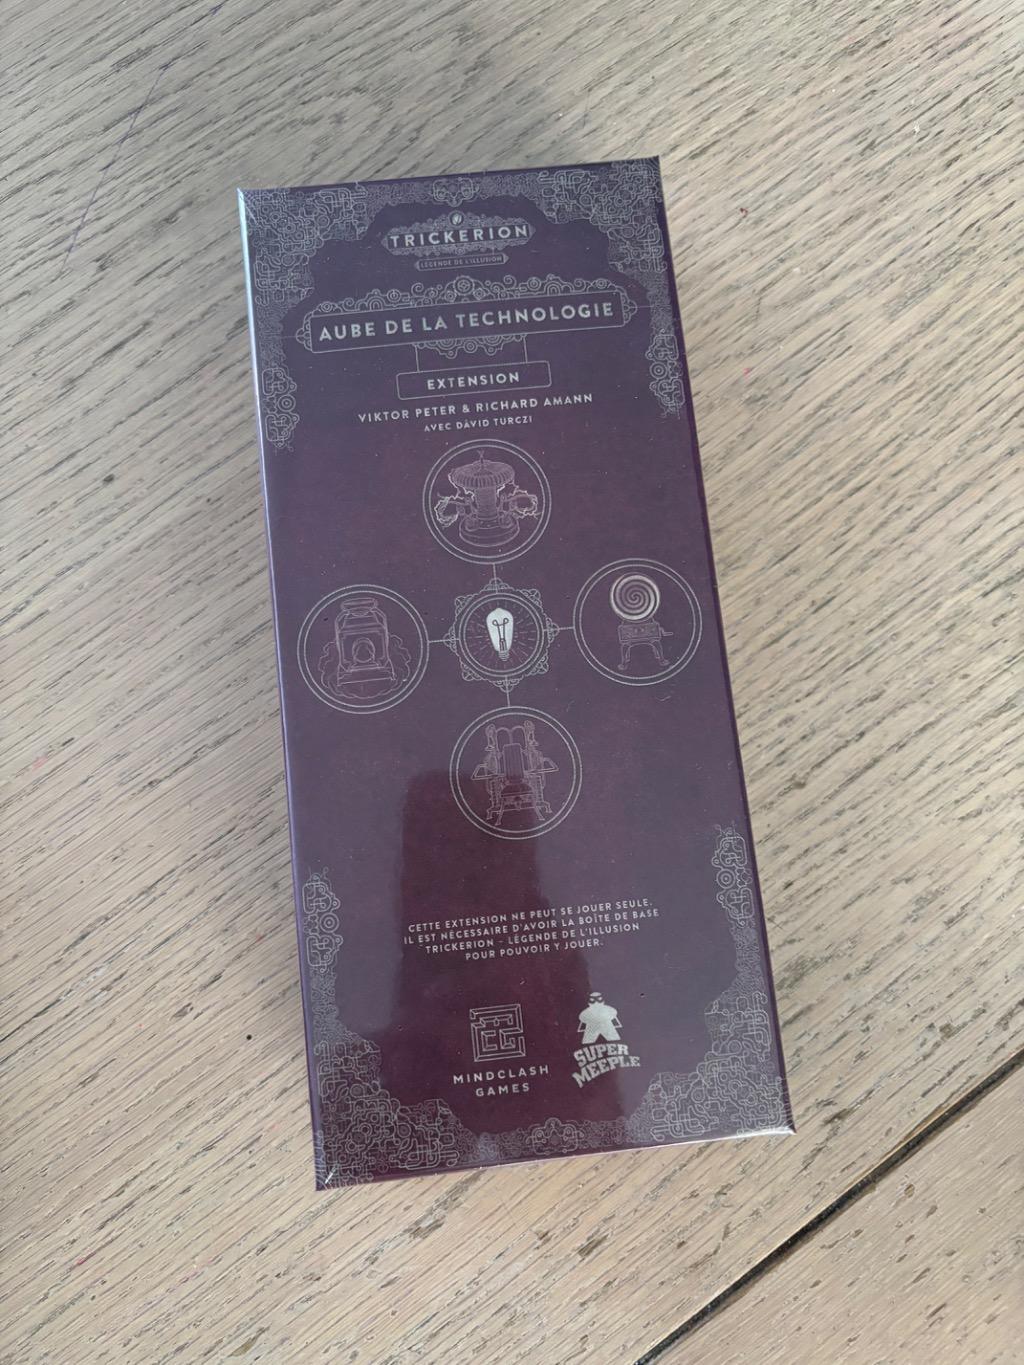 TRICKERION
LÉGENDE DE L'ILLUSION
AUBE DE LA TECHNOLOGIE
EXTENSION
VIKTOR PETER & RICHARD AMANN
AVEC DÁVID TURCZI
CETTE EXTENSION NE PEUT SE JOUER SEULE.
IL EST NÉCESSAIRE D'AVOIR LA BOÎTE DE BASE
TRICKERION - LÉGENDE DE L'ILLUSION
POUR POUVOIR Y JOUER.
MINDCLASH
GAMES
SUPER
MEEPLE